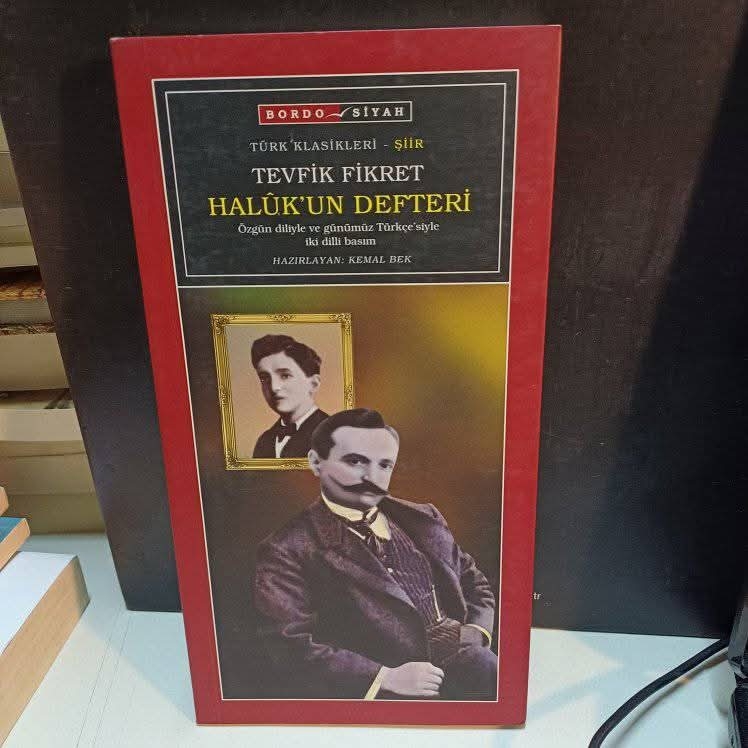 BORDO SİYAH
TÜRK KLASİKLERİ - ŞİİR
TEVFİK FİKRET
HALÛK'UN DEFTERİ
Özgün diliyle ve günümüz Türkçe'siyle
iki dilli basım
HAZIRLAYAN: KEMAL BEK
tr